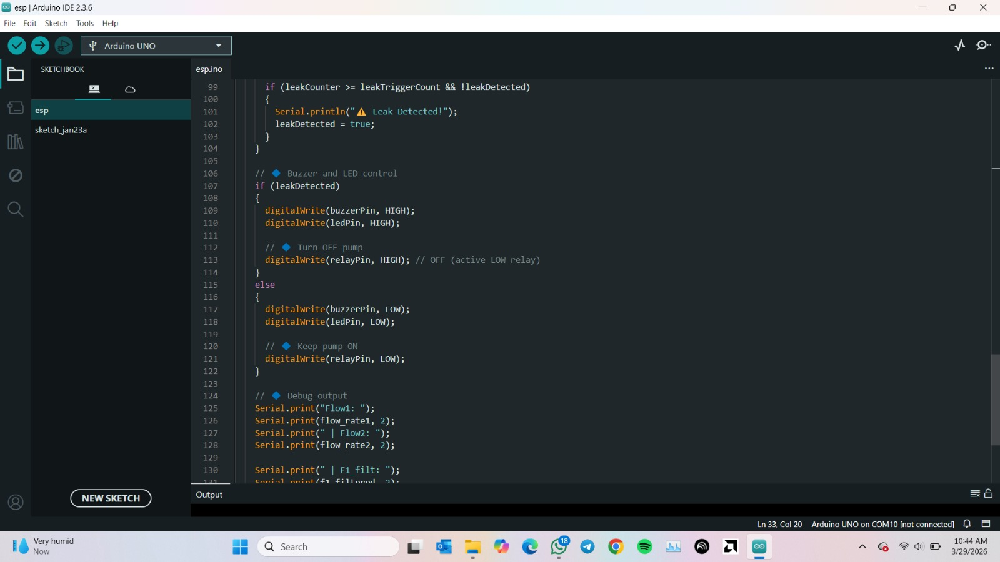 esp | Arduino IDE 2.3.6
File Edit Sketch Tools Help
Arduino UNO
SKETCHBOOK
esp.ino
esp
sketch_jan23a
99 if (leakCounter >= leakTriggerCount && !leakDetected)
100 {
101 Serial.println("⚠ Leak Detected!");
102 leakDetected = true;
103 }
104 }
105
106 // 🔷 Buzzer and LED control
107 if (leakDetected)
108 {
109 digitalWrite(buzzerPin, HIGH);
110 digitalWrite(ledPin, HIGH);
111
112 // 🔷 Turn OFF pump
113 digitalWrite(relayPin, HIGH); // OFF (active LOW relay)
114 }
115 else
116 {
117 digitalWrite(buzzerPin, LOW);
118 digitalWrite(ledPin, LOW);
119
120 // 🔷 Keep pump ON
121 digitalWrite(relayPin, LOW);
122 }
123
124 // 🔷 Debug output
125 Serial.print("Flow1: ");
126 Serial.print(flow_rate1, 2);
127 Serial.print(" | Flow2: ");
128 Serial.print(flow_rate2, 2);
129
130 Serial.print(" | F1_filt: ");
131 Serial.print(f1_filtered, 2);
NEW SKETCH
Output
Ln 33, Col 20 Arduino UNO on COM10 [not connected]
Very humid
Now
Search
18
10:44 AM
3/29/2026